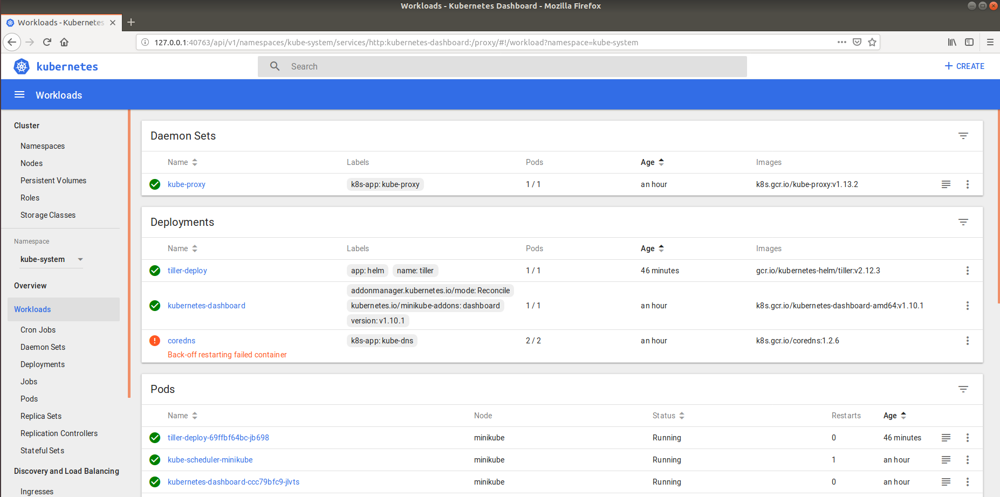 Workloads - Kubernetes Dashboard - Mozilla Firefox
Workloads - Kubernetes
127.0.0.1:40763/api/v1/namespaces/kube-system/services/http:kubernetes-dashboard:/proxy/#!/workload?namespace=kube-system
kubernetes
Search
CREATE
Workloads
Cluster
Namespaces
Nodes
Persistent Volumes
Roles
Storage Classes
Namespace
kube-system
Overview
Workloads
Cron Jobs
Daemon Sets
Deployments
Jobs
Pods
Replica Sets
Replication Controllers
Stateful Sets
Discovery and Load Balancing
Ingresses
Daemon Sets
Name Labels Pods Age Images
kube-proxy k8s-app: kube-proxy 1 / 1 an hour k8s.gcr.io/kube-proxy:v1.13.2
Deployments
Name Labels Pods Age Images
tiller-deploy app: helm name: tiller 1 / 1 46 minutes gcr.io/kubernetes-helm/tiller:v2.12.3
addonmanager.kubernetes.io/mode: Reconcile
kubernetes-dashboard kubernetes.io/minikube-addons: dashboard 1 / 1 an hour k8s.gcr.io/kubernetes-dashboard-amd64:v1.10.1
version: v1.10.1
coredns k8s-app: kube-dns 2 / 2 an hour k8s.gcr.io/coredns:1.2.6
Back-off restarting failed container
Pods
Name Node Status Restarts Age
tiller-deploy-69ffbf64bc-jb698 minikube Running 0 46 minutes
kube-scheduler-minikube minikube Running 1 an hour
kubernetes-dashboard-ccc79bfc9-jlvts minikube Running 0 an hour